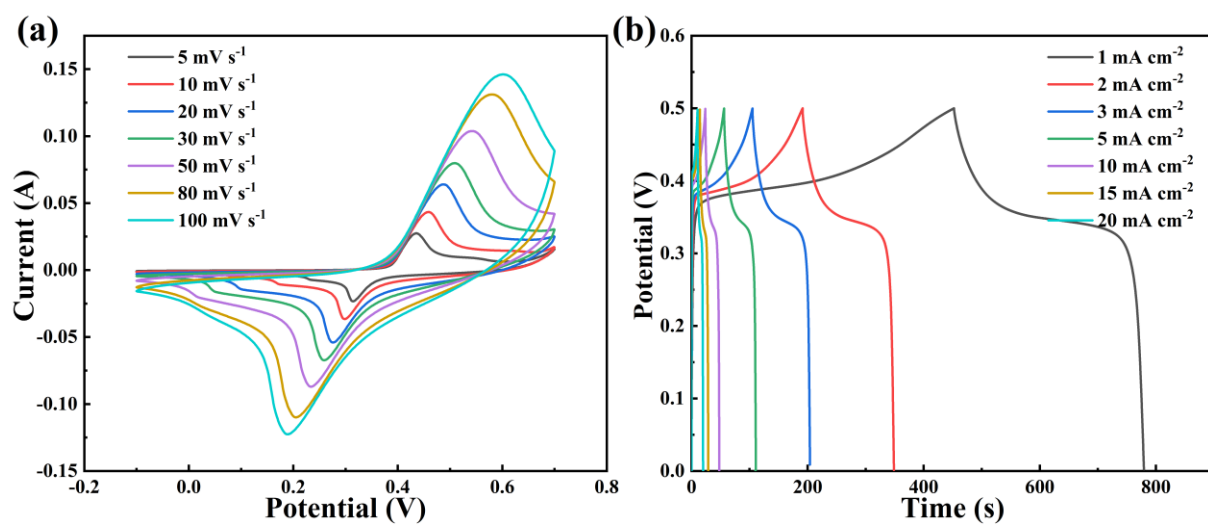 (a)
5 mV s⁻¹
10 mV s⁻¹
20 mV s⁻¹
30 mV s⁻¹
50 mV s⁻¹
80 mV s⁻¹
100 mV s⁻¹
Current (A)
0.15
0.10
0.05
0.00
-0.05
-0.10
-0.15
-0.2
0.0
0.2
0.4
0.6
0.8
Potential (V)
(b)
1 mA cm⁻²
2 mA cm⁻²
3 mA cm⁻²
5 mA cm⁻²
10 mA cm⁻²
15 mA cm⁻²
20 mA cm⁻²
Potential (V)
0.6
0.5
0.4
0.3
0.2
0.1
0.0
0
200
400
600
800
Time (s)